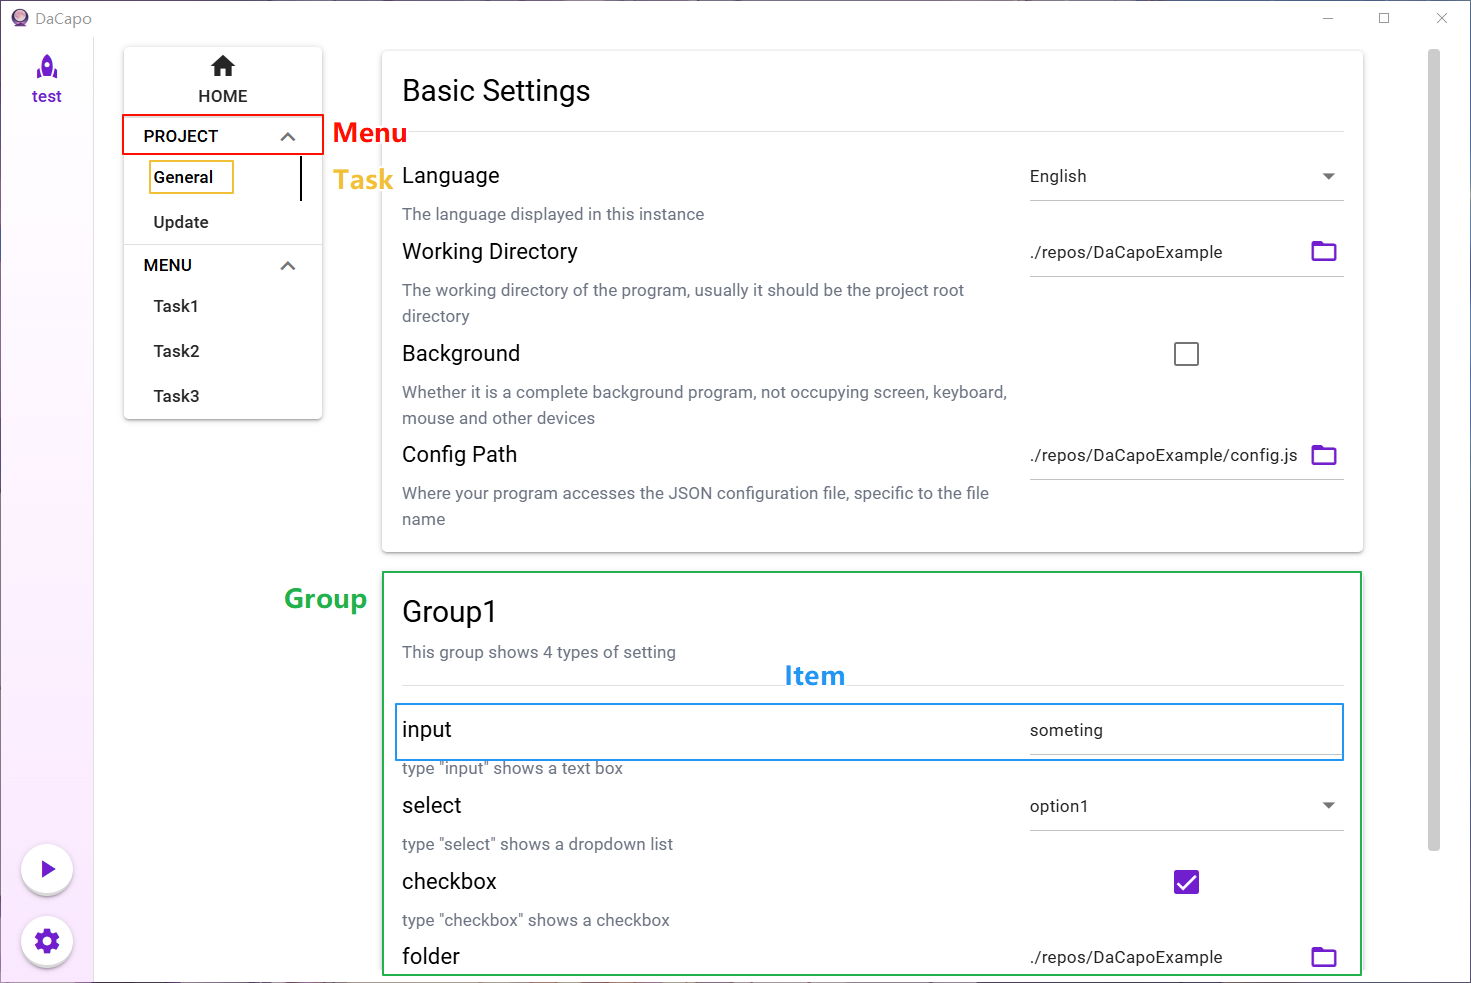 DaCapo
test
HOME
PROJECT
Menu
General
Task
Update
MENU
Task1
Task2
Task3
Basic Settings
Language
English
The language displayed in this instance
Working Directory
./repos/DaCapoExample
The working directory of the program, usually it should be the project root
directory
Background
Whether it is a complete background program, not occupying screen, keyboard,
mouse and other devices
Config Path
./repos/DaCapoExample/config.js
Where your program accesses the JSON configuration file, specific to the file
name
Group
Group1
This group shows 4 types of setting
Item
input
someting
type "input" shows a text box
select
option1
type "select" shows a dropdown list
checkbox
type "checkbox" shows a checkbox
folder
./repos/DaCapoExample